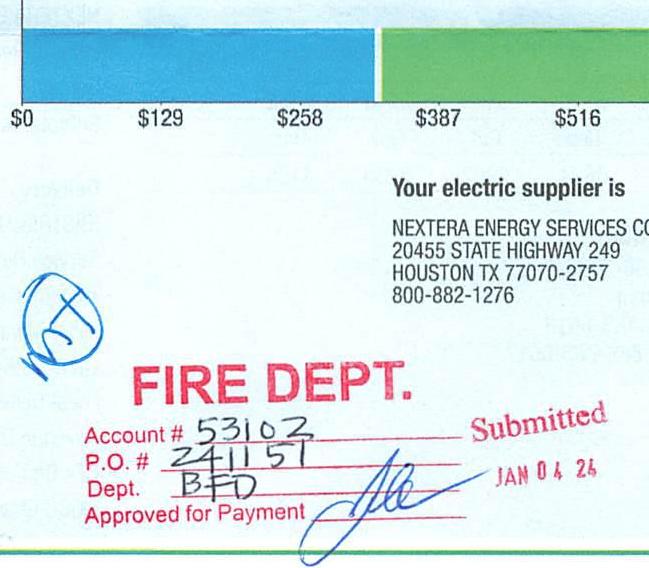 $0 $129 $258 $387 $516
Your electric supplier is
NEXTERA ENERGY SERVICES CO
20455 STATE HIGHWAY 249
HOUSTON TX 77070-2757
800-882-1276
FIRE DEPT.
Account # 53102
P.O. # 241151
Dept. BFD
Approved for Payment
Submitted
JAN 04 24